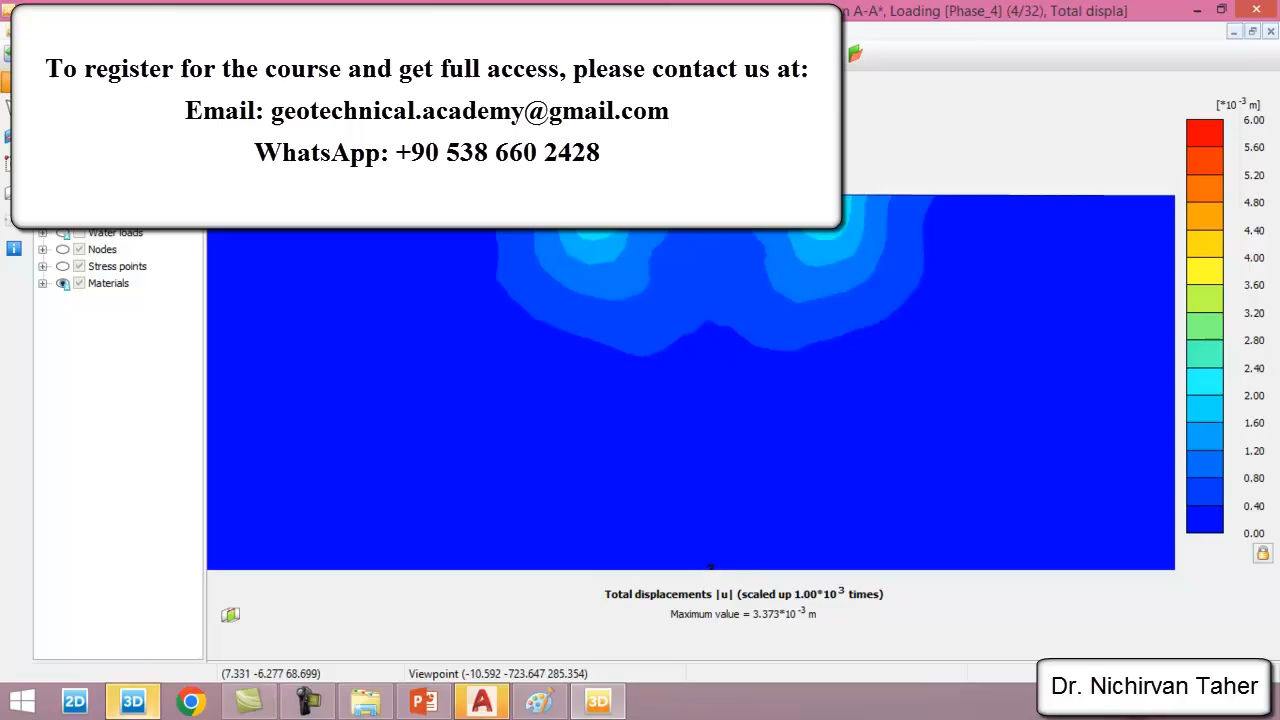 n A-A*, Loading [Phase_4] (4/32), Total displa]
To register for the course and get full access, please contact us at:
Email: geotechnical.academy@gmail.com
WhatsApp: +90 538 660 2428
[*10⁻³ m]
6.00
5.60
5.20
4.80
4.40
4.00
3.60
3.20
2.80
2.40
2.00
1.60
1.20
0.80
0.40
0.00
Water loads
Nodes
Stress points
Materials
Total displacements |u| (scaled up 1.00*10³ times)
Maximum value = 3.373*10⁻³ m
(7.331 -6.277 68.699)
Viewpoint (-10.592 -723.647 285.354)
Dr. Nichirvan Taher
2D
3D
3D